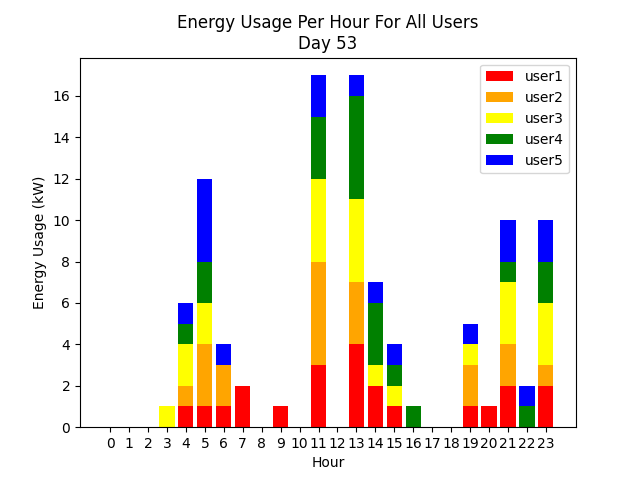 Energy Usage Per Hour For All Users
Day 53
user1
user2
user3
user4
user5
Energy Usage (kW)
16
14
12
10
8
6
4
2
0
0 1 2 3 4 5 6 7 8 9 10 11 12 13 14 15 16 17 18 19 20 21 22 23
Hour